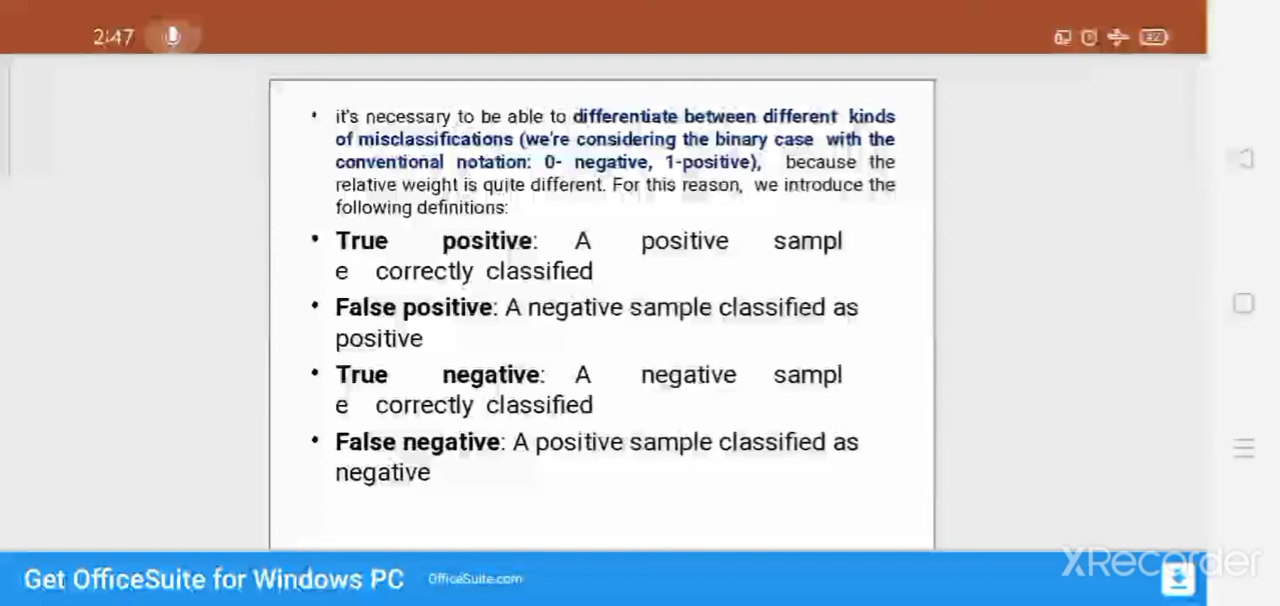 2:47
• it's necessary to be able to differentiate between different kinds
of misclassifications (we're considering the binary case with the
conventional notation: 0- negative, 1-positive), because the
relative weight is quite different. For this reason, we introduce the
following definitions:
• True positive: A positive sampl
e correctly classified
• False positive: A negative sample classified as
positive
• True negative: A negative sampl
e correctly classified
• False negative: A positive sample classified as
negative
Get OfficeSuite for Windows PC OfficeSuite.com
XRecorder